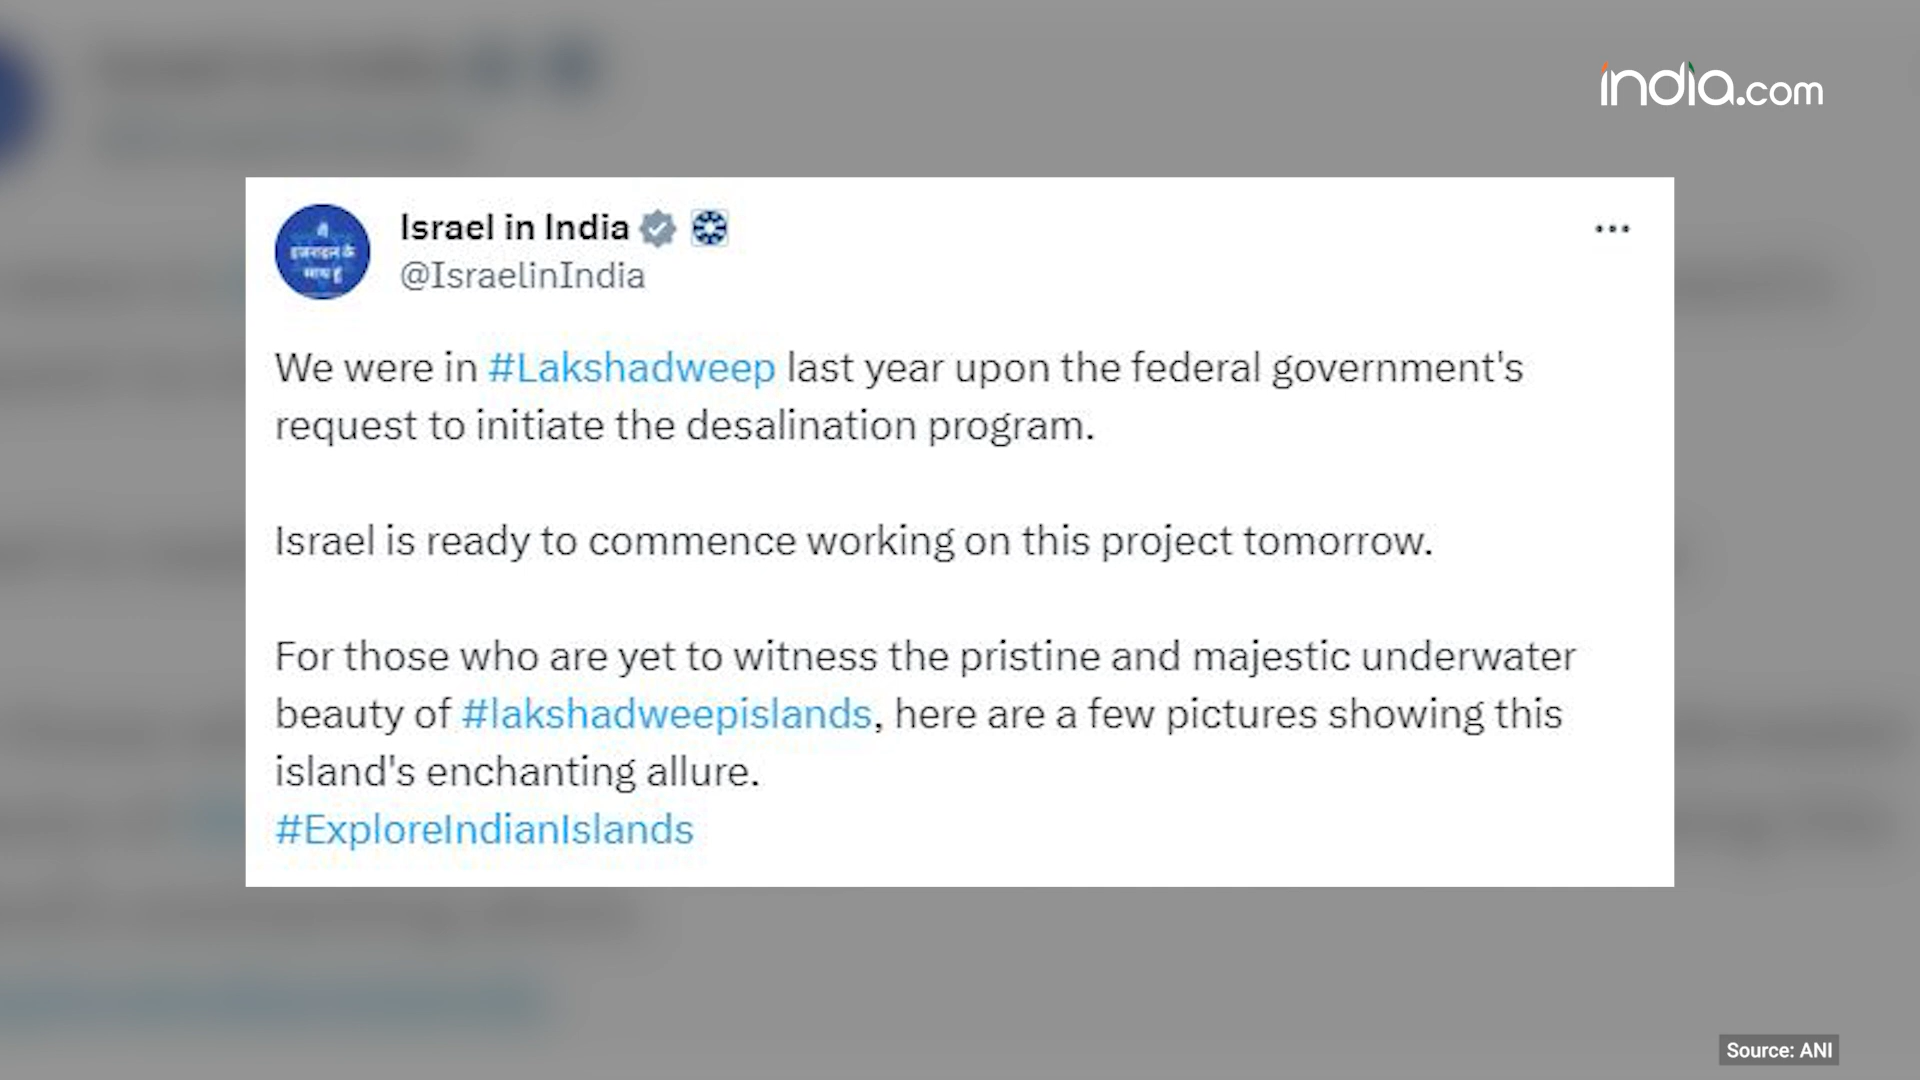 india.com
Israel in India
@IsraelinIndia
मैं
इजराइल के
साथ हूं
We were in #Lakshadweep last year upon the federal government's
request to initiate the desalination program.
Israel is ready to commence working on this project tomorrow.
For those who are yet to witness the pristine and majestic underwater
beauty of #lakshadweepislands, here are a few pictures showing this
island's enchanting allure.
#ExploreIndianIslands
Source: ANI